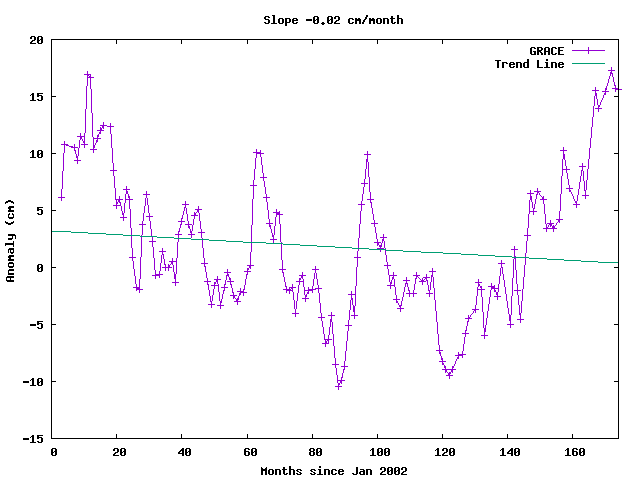 Slope -0.02 cm/month
GRACE
Trend Line
20
15
10
5
0
-5
-10
-15
Anomaly (cm)
0 20 40 60 80 100 120 140 160
Months since Jan 2002